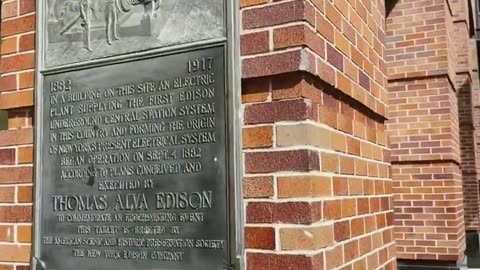 1882 1917
IN A BUILDING ON THIS SITE AN ELECTRIC
PLANT SUPPLYING THE FIRST EDISON
UNDERGROUND CENTRAL STATION SYSTEM
IN THIS COUNTRY AND FORMING THE ORIGIN
OF NEW YORK'S PRESENT ELECTRICAL SYSTEM
BEGAN OPERATION ON SEPT 4 1882
ACCORDING TO PLANS CONCEIVED AND
EXECUTED BY
THOMAS ALVA EDISON
TO COMMEMORATE AN EPOCHMAKING EVENT
THIS TABLET IS ERECTED BY
THE AMERICAN SCENIC AND HISTORIC PRESERVATION SOCIETY
THE NEW YORK EDISON COMPANY